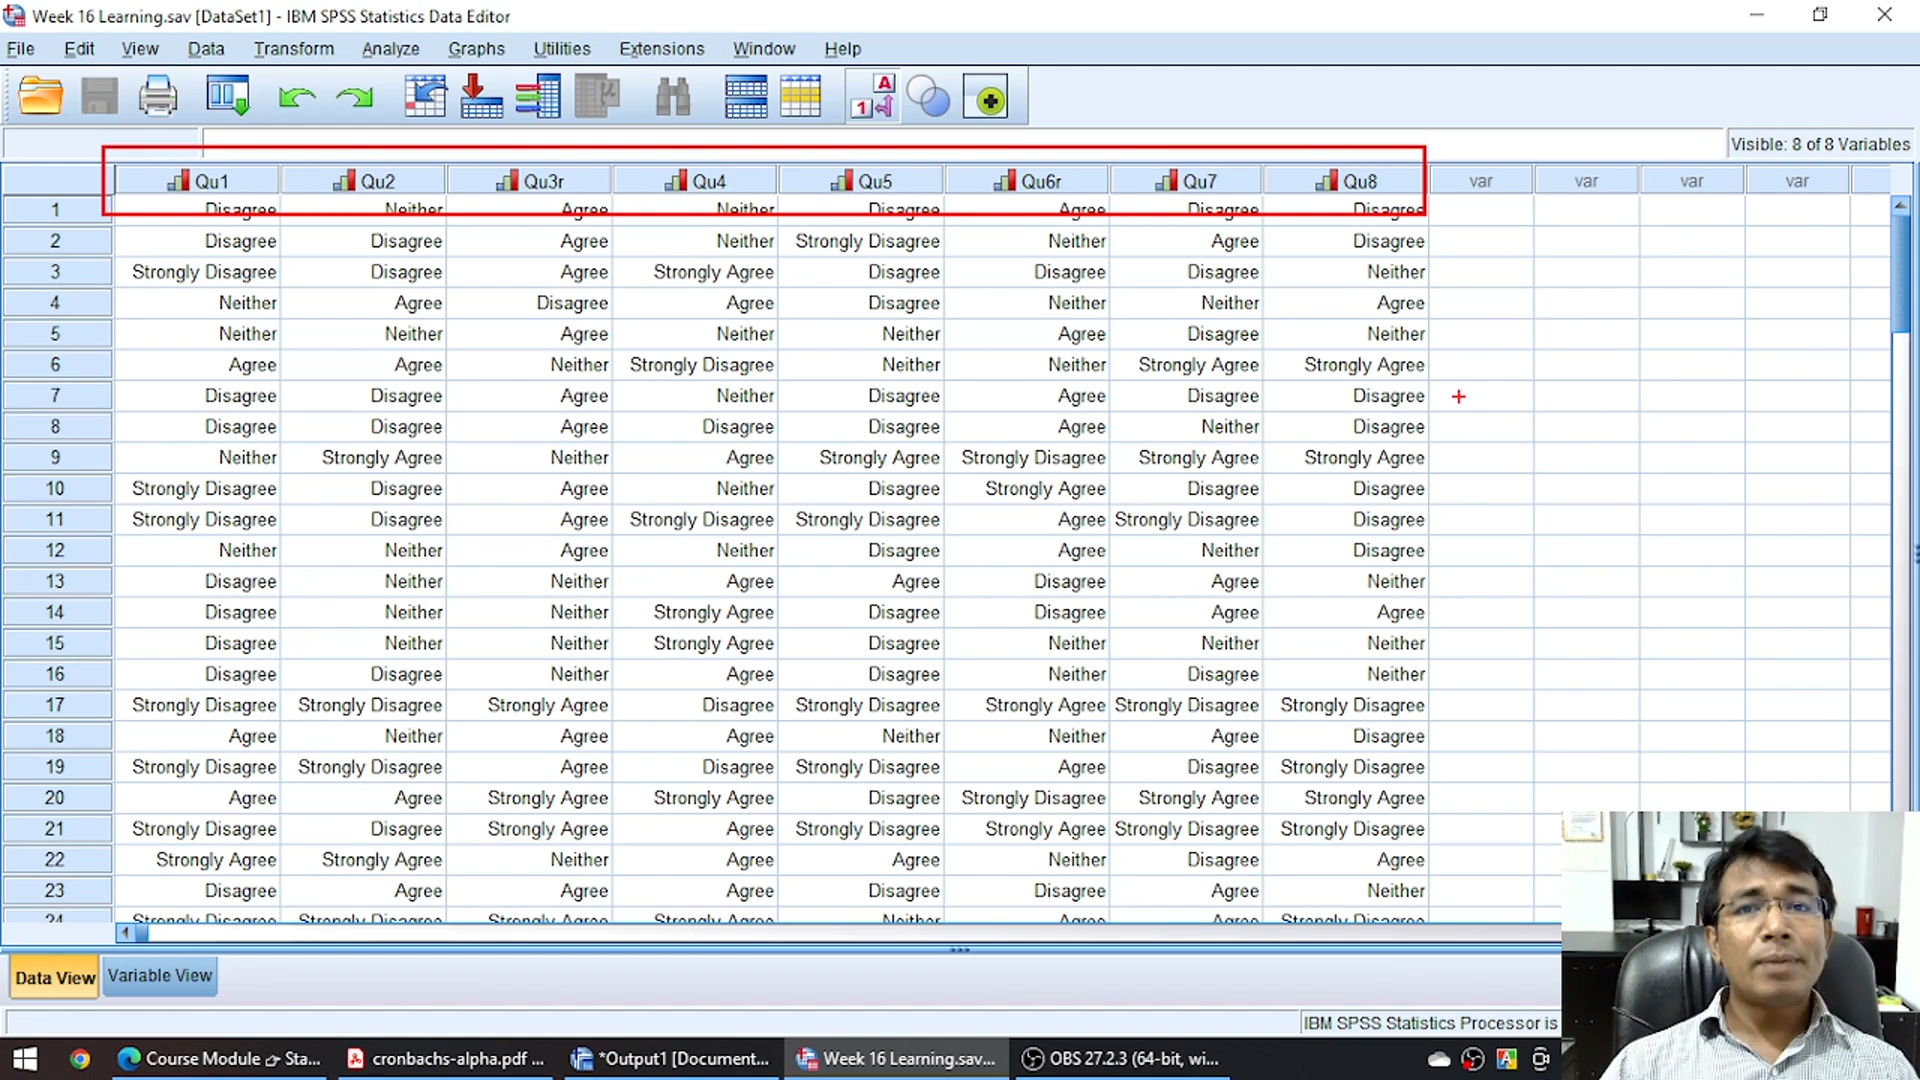 Week 16 Learning.sav [DataSet1] - IBM SPSS Statistics Data Editor
File Edit View Data Transform Analyze Graphs Utilities Extensions Window Help
Visible: 8 of 8 Variables
Qu1 Qu2 Qu3r Qu4 Qu5 Qu6r Qu7 Qu8 var var var var
1 Disagree Neither Agree Neither Disagree Agree Disagree Disagree
2 Disagree Disagree Agree Neither Strongly Disagree Neither Agree Disagree
3 Strongly Disagree Disagree Agree Strongly Agree Disagree Disagree Disagree Neither
4 Neither Agree Disagree Agree Disagree Neither Neither Agree
5 Neither Neither Agree Neither Neither Agree Disagree Neither
6 Agree Agree Neither Strongly Disagree Neither Neither Strongly Agree Strongly Agree
7 Disagree Disagree Agree Neither Disagree Agree Disagree Disagree
8 Disagree Disagree Agree Disagree Disagree Agree Neither Disagree
9 Neither Strongly Agree Neither Agree Strongly Agree Strongly Disagree Strongly Agree Strongly Agree
10 Strongly Disagree Disagree Agree Neither Disagree Strongly Agree Disagree Disagree
11 Strongly Disagree Disagree Agree Strongly Disagree Strongly Disagree Agree Strongly Disagree Disagree
12 Neither Neither Agree Neither Disagree Agree Neither Disagree
13 Disagree Neither Neither Agree Agree Disagree Agree Neither
14 Disagree Neither Neither Strongly Agree Disagree Disagree Agree Agree
15 Disagree Neither Neither Strongly Agree Disagree Neither Neither Neither
16 Disagree Disagree Neither Agree Disagree Neither Disagree Neither
17 Strongly Disagree Strongly Disagree Strongly Agree Disagree Strongly Disagree Strongly Agree Strongly Disagree Strongly Disagree
18 Agree Neither Agree Agree Neither Neither Agree Disagree
19 Strongly Disagree Strongly Disagree Agree Disagree Strongly Disagree Agree Disagree Strongly Disagree
20 Agree Agree Strongly Agree Strongly Agree Disagree Strongly Disagree Strongly Agree Strongly Agree
21 Strongly Disagree Disagree Strongly Agree Agree Strongly Disagree Strongly Agree Strongly Disagree Strongly Disagree
22 Strongly Agree Strongly Agree Neither Agree Agree Neither Disagree Agree
23 Disagree Agree Agree Agree Disagree Disagree Agree Neither
24 Strongly Disagree Strongly Disagree Strongly Agree Strongly Agree Neither Agree Agree Strongly Disagree
Data View Variable View
IBM SPSS Statistics Processor is
Course Module Sta... cronbachs-alpha.pdf ... *Output1 [Document... Week 16 Learning.sav... OBS 27.2.3 (64-bit, wi...